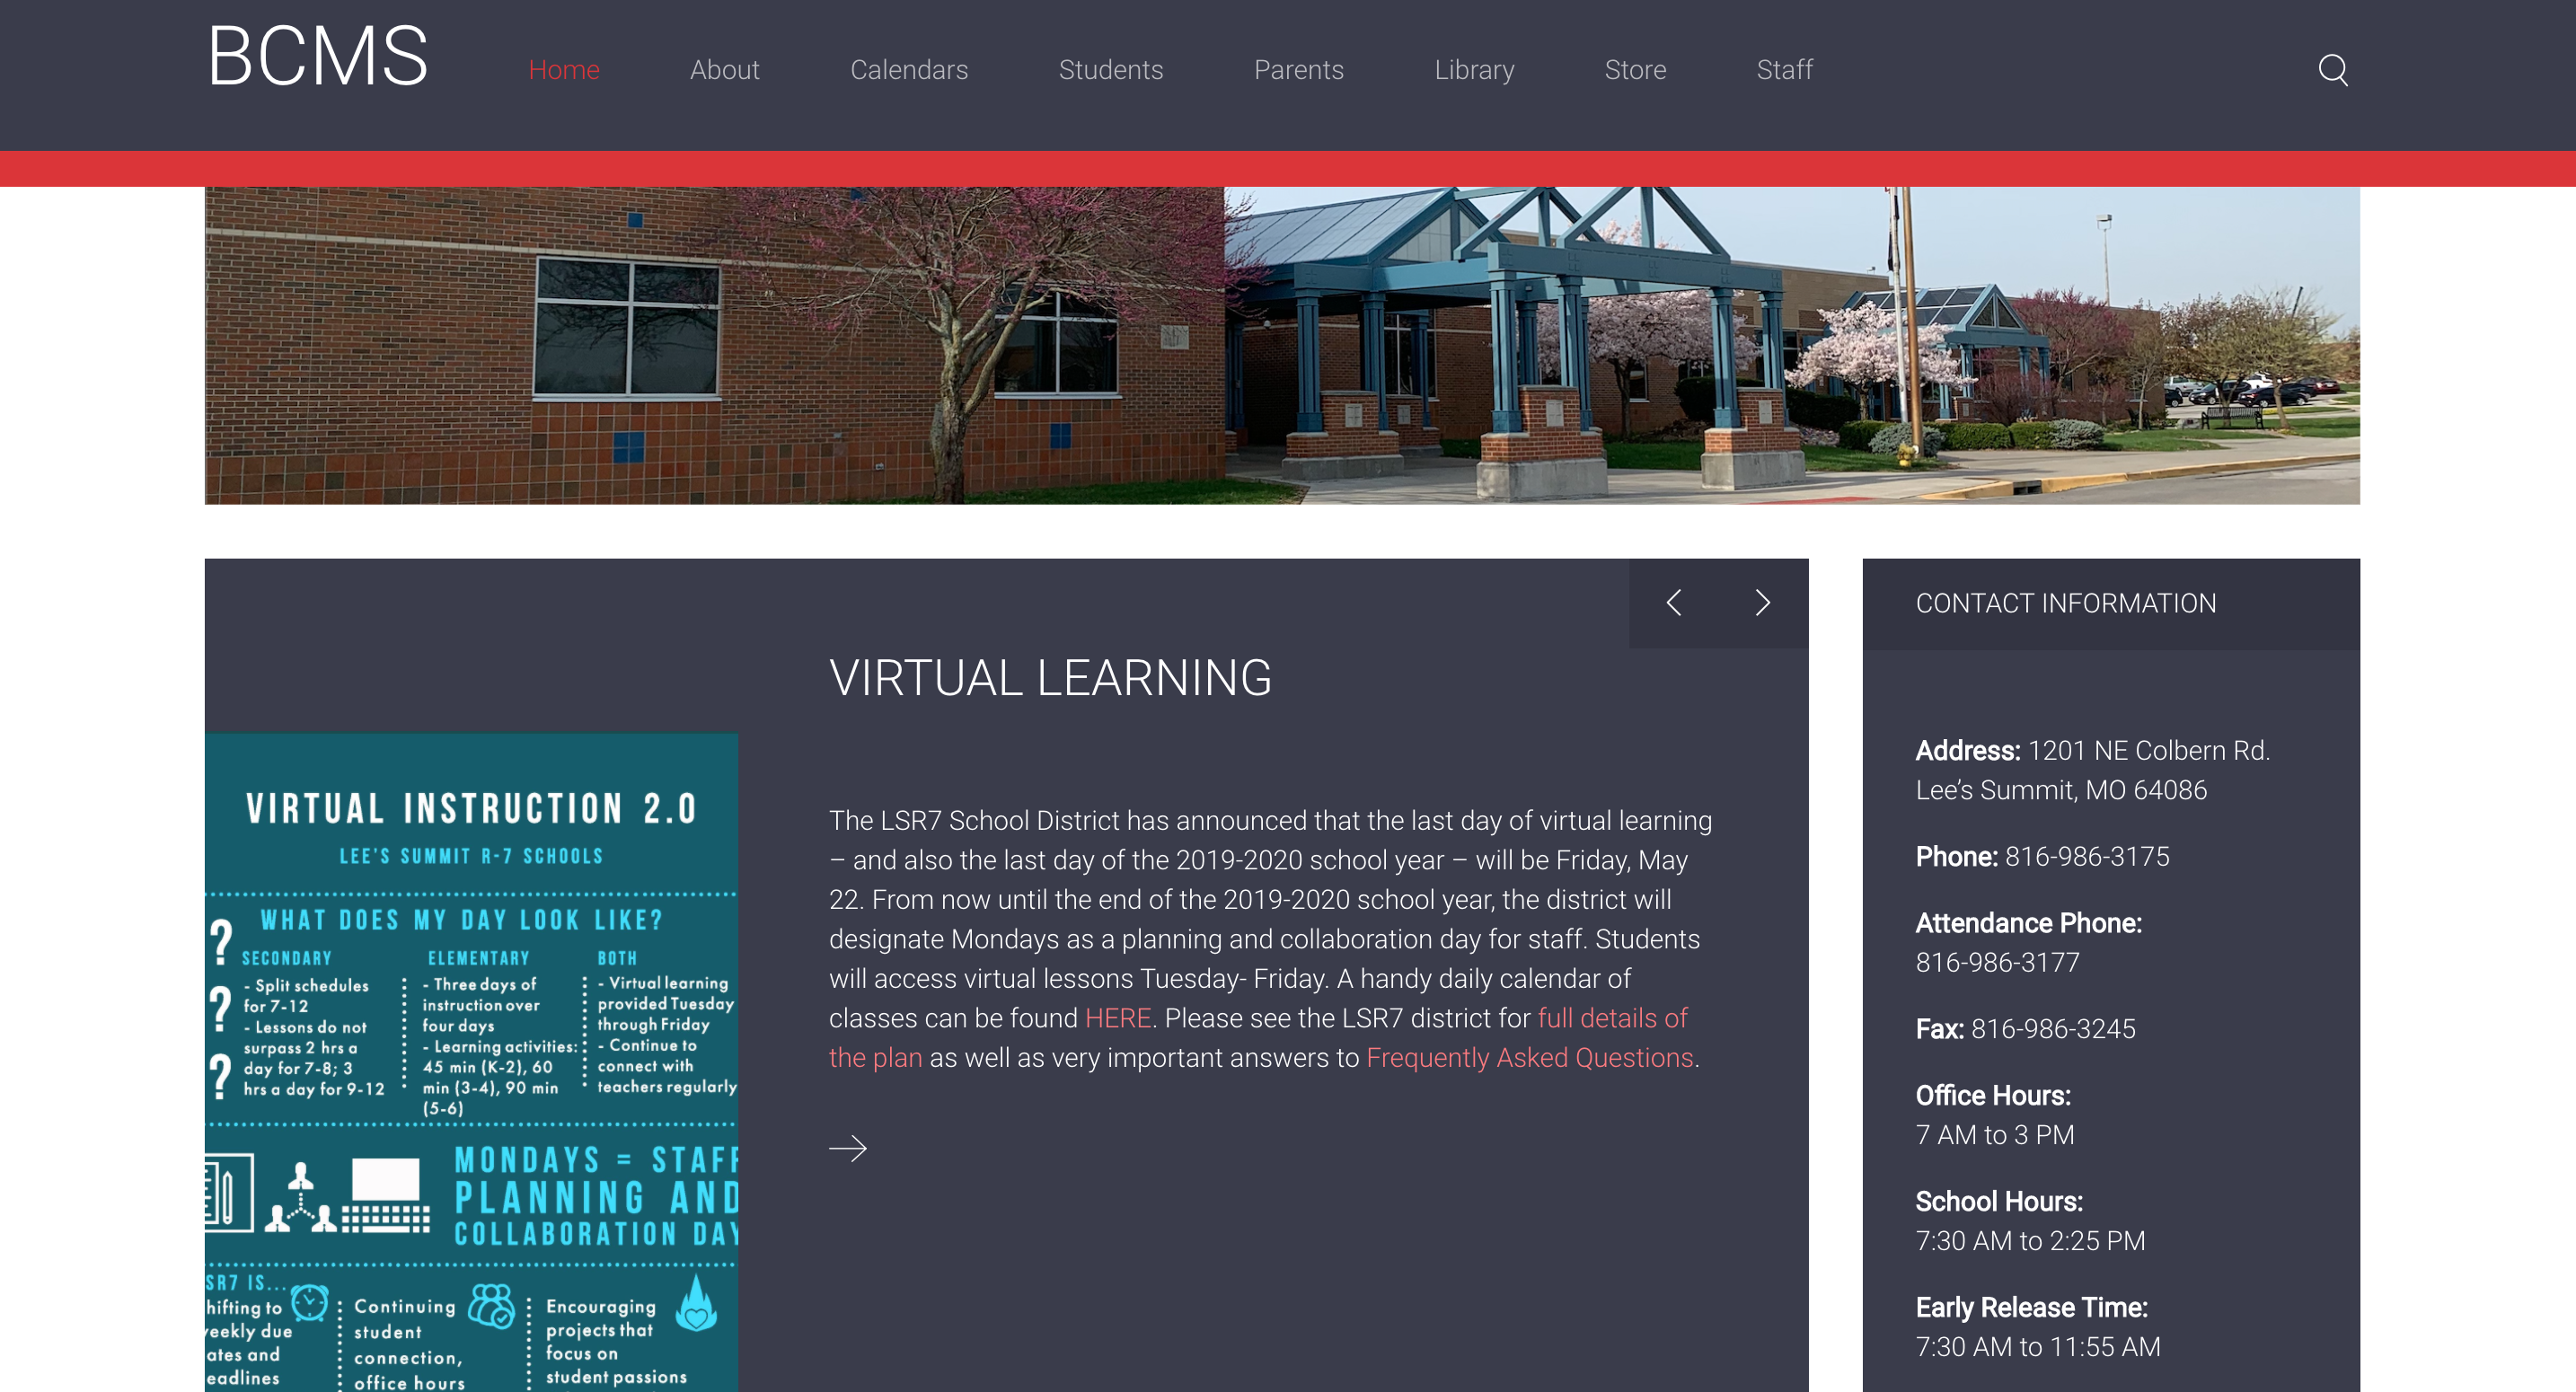 BCMS
Home
About
Calendars
Students
Parents
Library
Store
Staff
VIRTUAL INSTRUCTION 2.0
LEE'S SUMMIT R-7 SCHOOLS
WHAT DOES MY DAY LOOK LIKE?
?
?
?
SECONDARY
- Split schedules
for 7-12
- Lessons do not
surpass 2 hrs a
day for 7-8; 3
hrs a day for 9-12
ELEMENTARY
- Three days of
instruction over
four days
- Learning activities:
45 min (K-2), 60
min (3-4), 90 min
(5-6)
BOTH
- Virtual learning
provided Tuesday
through Friday
- Continue to
connect with
teachers regularly
MONDAYS = STAFF
PLANNING AND
COLLABORATION DAY
SR7 IS...
hifting to
eekly due
ates and
eadlines
Continuing
student
connection,
office hours
Encouraging
projects that
focus on
student passions
VIRTUAL LEARNING
The LSR7 School District has announced that the last day of virtual learning
– and also the last day of the 2019-2020 school year – will be Friday, May
22. From now until the end of the 2019-2020 school year, the district will
designate Mondays as a planning and collaboration day for staff. Students
will access virtual lessons Tuesday- Friday. A handy daily calendar of
classes can be found HERE. Please see the LSR7 district for full details of
the plan as well as very important answers to Frequently Asked Questions.
CONTACT INFORMATION
Address: 1201 NE Colbern Rd.
Lee's Summit, MO 64086
Phone: 816-986-3175
Attendance Phone:
816-986-3177
Fax: 816-986-3245
Office Hours:
7 AM to 3 PM
School Hours:
7:30 AM to 2:25 PM
Early Release Time:
7:30 AM to 11:55 AM